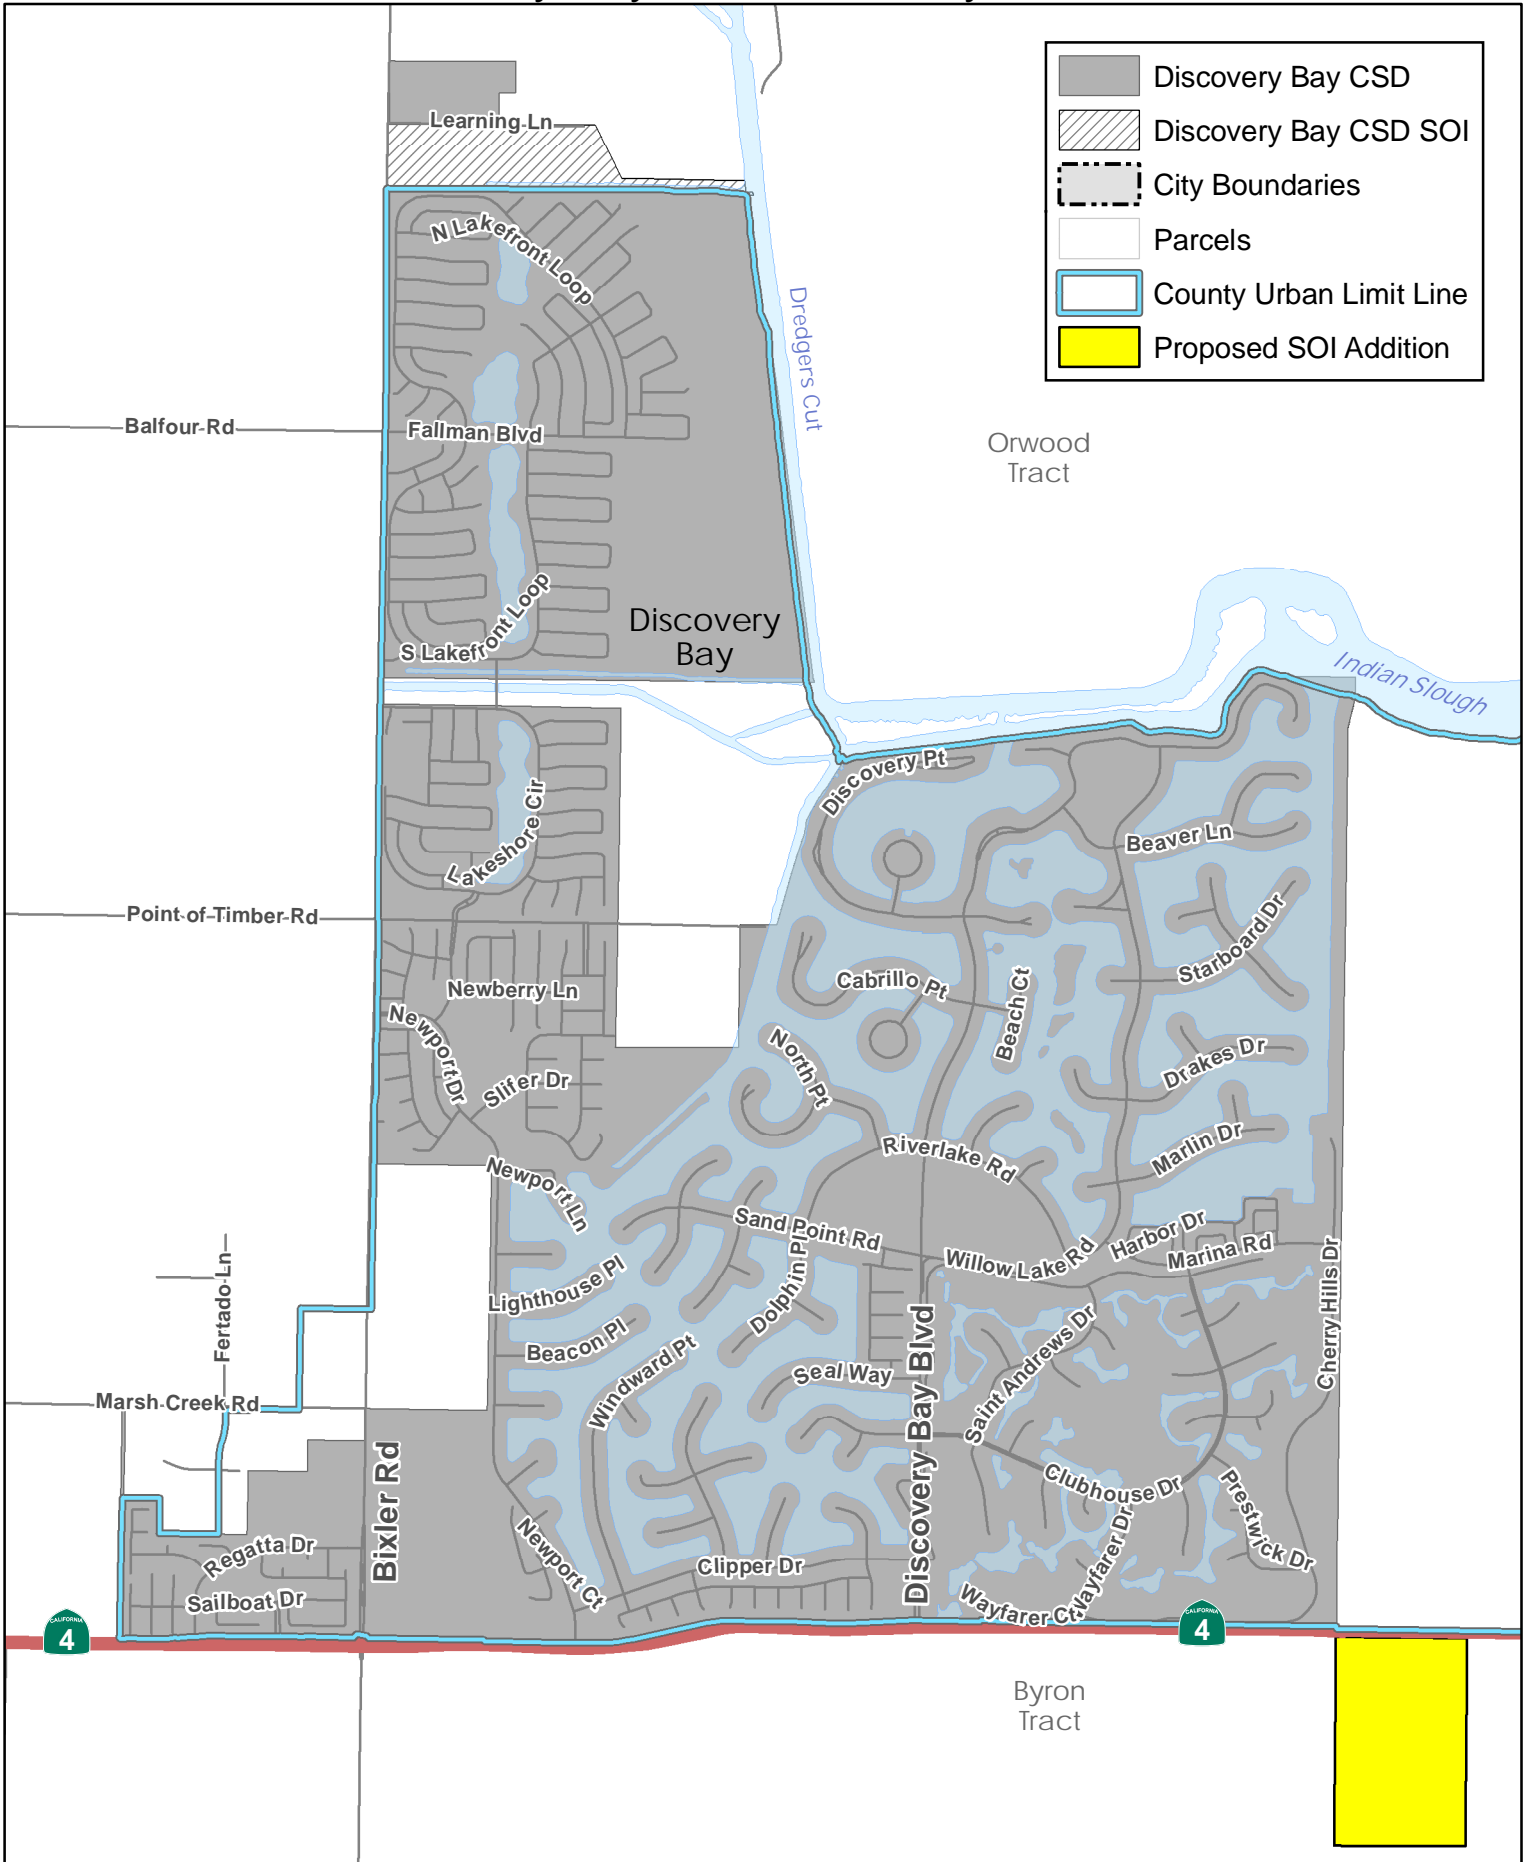 Discovery Bay CSD
Discovery Bay CSD SOI
City Boundaries
Parcels
County Urban Limit Line
Proposed SOI Addition
Learning Ln
N Lakefront Loop
Dredgers Cut
Balfour Rd
Fallman Blvd
Orwood
Tract
S Lakefront Loop
Discovery
Bay
Indian Slough
Discovery Pt
Lakeshore Cir
Beaver Ln
Point of Timber Rd
Starboard Dr
Cabrillo Pt
Newberry Ln
Beach Ct
Newport Dr
North Pt
Drakes Dr
Slifer Dr
Marlin Dr
Riverlake Rd
Newport Ln
Sand Point Rd
Harbor Dr
Willow Lake Rd
Marina Rd
Fertado Ln
Lighthouse Pl
Dolphin Pl
Cherry Hills Dr
Beacon Pl
Windward Pt
Seal Way
Saint Andrews Dr
Marsh Creek Rd
Discovery Bay Blvd
Bixler Rd
Clubhouse Dr
Prestwick Dr
Regatta Dr
Newport Ct
Clipper Dr
Wayfarer Dr
Sailboat Dr
Wayfarer Ct
CALIFORNIA
4
CALIFORNIA
4
Byron
Tract